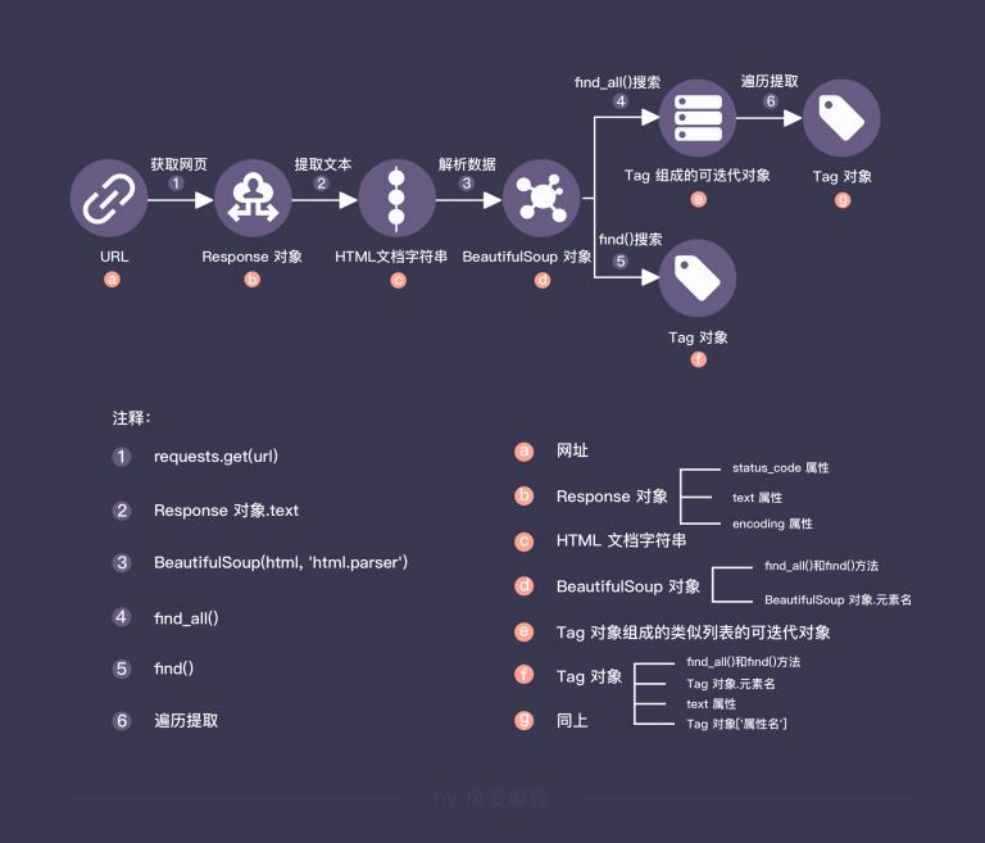 find_all()搜索
4
遍历提取
6
获取网页
1
提取文本
2
解析数据
3
Tag 组成的可迭代对象
e
Tag 对象
g
URL
a
Response 对象
b
HTML文档字符串
c
BeautifulSoup 对象
d
find()搜索
5
Tag 对象
f
注释:
1 requests.get(url)
2 Response 对象.text
3 BeautifulSoup(html, 'html.parser')
4 find_all()
5 find()
6 遍历提取
a 网址
b Response 对象
status_code 属性
text 属性
encoding 属性
c HTML 文档字符串
d BeautifulSoup 对象
find_all()和find()方法
BeautifulSoup 对象.元素名
e Tag 对象组成的类似列表的可迭代对象
f Tag 对象
find_all()和find()方法
Tag 对象.元素名
text 属性
Tag 对象['属性名']
g 同上
by 风变编程